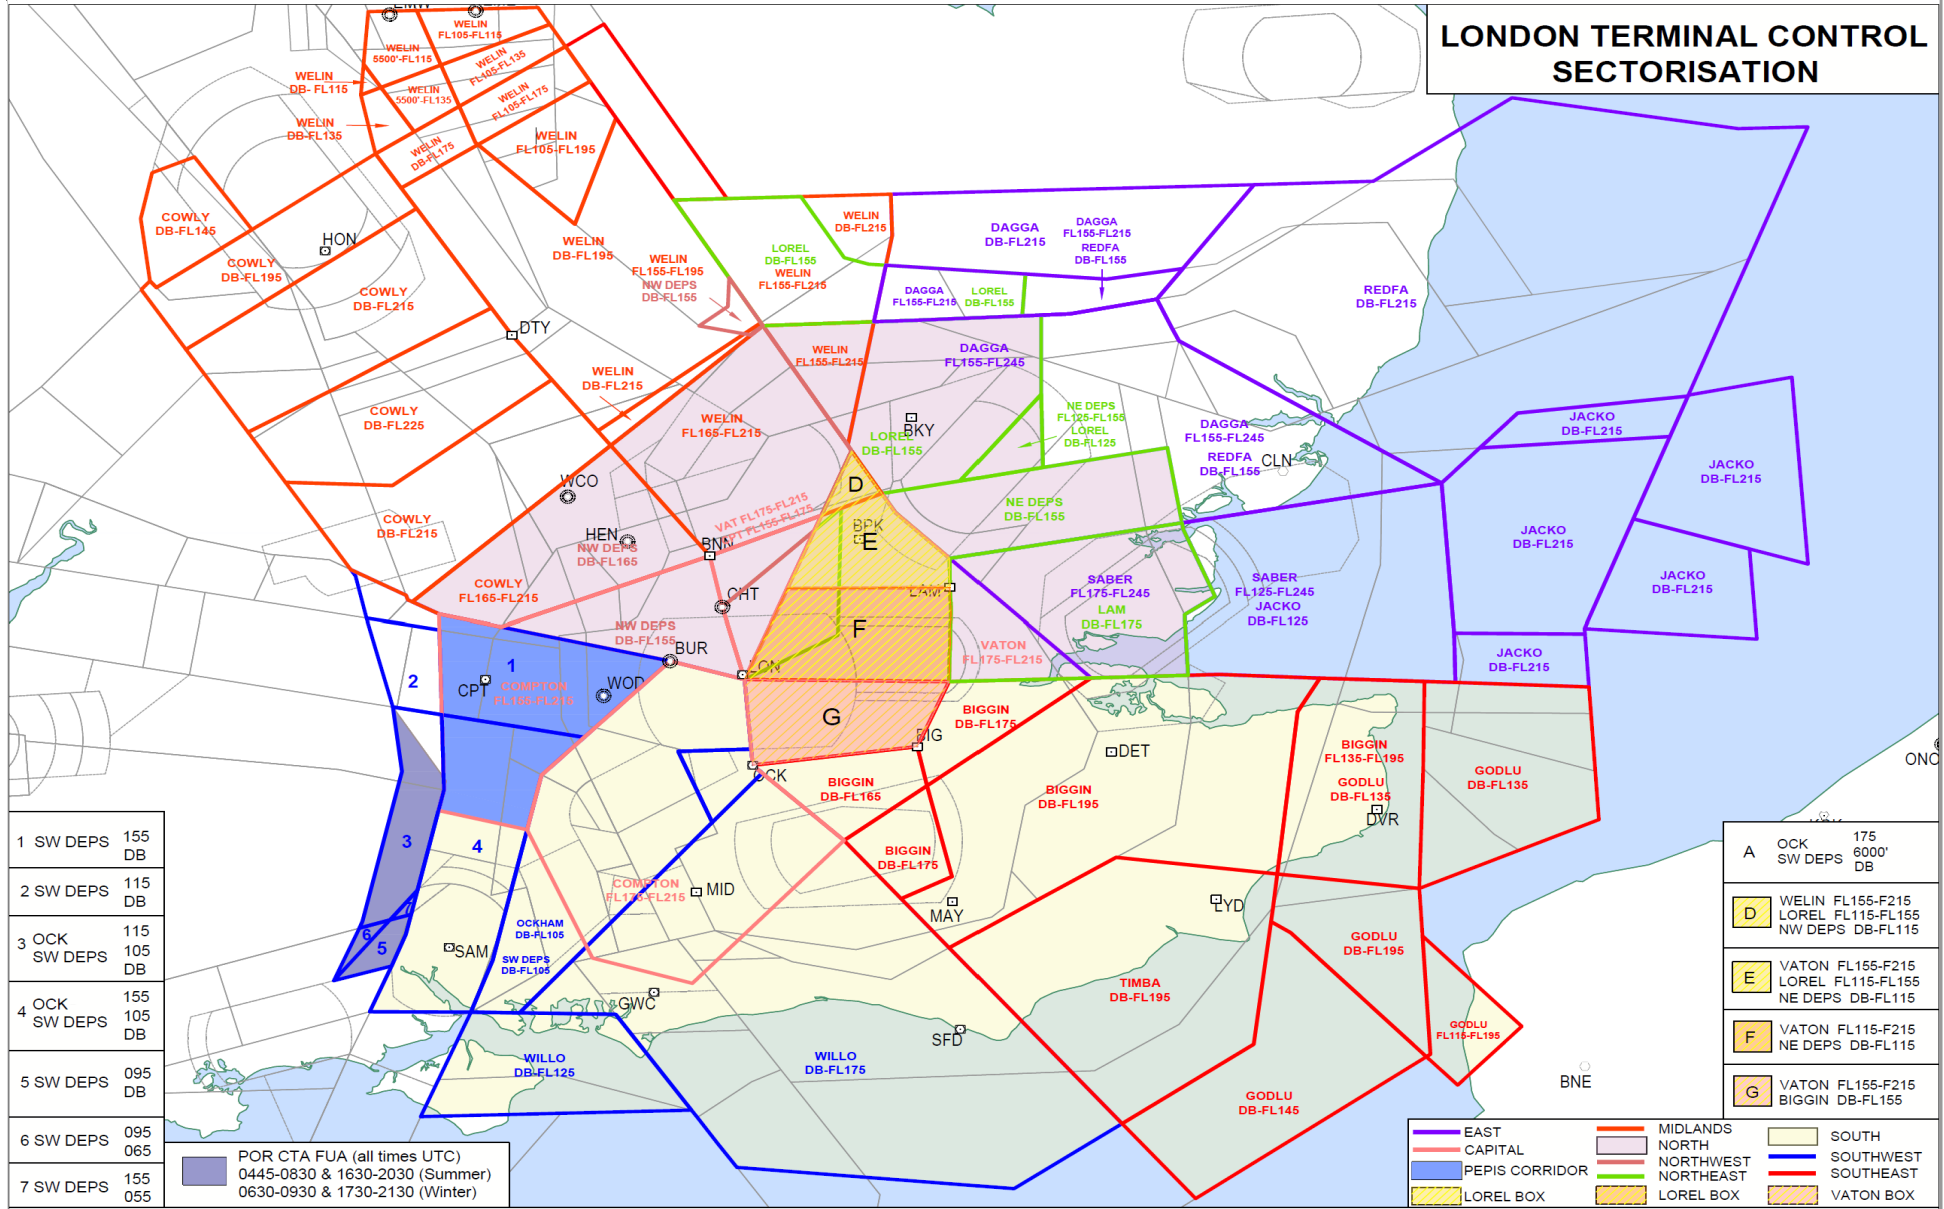 LONDON TERMINAL CONTROL
SECTORISATION
WELIN
FL105-FL115
WELIN
5500'-FL115
WELIN
FL105-FL135
WELIN
DB- FL115
WELIN
5500'-FL135
WELIN
FL105-FL175
WELIN
DB-FL135
WELIN
DB-FL175
WELIN
FL105-FL195
COWLY
DB-FL145
HON
COWLY
DB-FL195
COWLY
DB-FL215
WELIN
DB-FL195
WELIN
FL155-FL195
NW DEPS
DB-FL155
LOREL
DB-FL155
WELIN
FL155-FL215
WELIN
DB-FL215
DAGGA
DB-FL215
DAGGA
FL155-FL215
REDFA
DB-FL155
DAGGA
FL155-FL215
LOREL
DB-FL155
REDFA
DB-FL215
DTY
WELIN
DB-FL215
WELIN
FL155-FL215
DAGGA
FL155-FL245
COWLY
DB-FL225
WELIN
FL165-FL215
BKY
LOREL
DB-FL155
NE DEPS
FL125-FL155
LOREL
DB-FL125
DAGGA
FL155-FL245
REDFA
DB-FL155
CLN
JACKO
DB-FL215
JACKO
DB-FL215
WCO
COWLY
DB-FL215
HEN
NW DEPS
DB-FL165
BNN
VAT FL175-FL215
FL155-FL175
D
BPK
E
NE DEPS
DB-FL155
JACKO
DB-FL215
JACKO
DB-FL215
COWLY
FL165-FL215
CHT
LAM
SABER
FL175-FL245
LAM
DB-FL175
SABER
FL125-FL245
JACKO
DB-FL125
NW DEPS
DB-FL155
BUR
F
VATON
FL175-FL215
JACKO
DB-FL215
LON
1
2
CPT
COMPTON
FL165-FL215
WOD
G
BIGGIN
DB-FL175
BIG
OCK
DET
BIGGIN
FL135-FL195
GODLU
DB-FL135
DVR
GODLU
DB-FL135
BIGGIN
DB-FL165
BIGGIN
DB-FL195
3
4
BIGGIN
DB-FL175
COMPTON
FL175-FL215
MID
MAY
LYD
7
6
5
SAM
OCKHAM
DB-FL105
SW DEPS
DB-FL105
GODLU
DB-FL195
TIMBA
DB-FL195
GWC
SFD
GODLU
FL115-FL195
WILLO
DB-FL125
WILLO
DB-FL175
GODLU
DB-FL145
BNE
1 SW DEPS 155
DB
2 SW DEPS 115
DB
3 OCK 115
SW DEPS 105
DB
4 OCK 155
SW DEPS 105
DB
5 SW DEPS 095
DB
6 SW DEPS 095
065
7 SW DEPS 155
055
POR CTA FUA (all times UTC)
0445-0830 & 1630-2030 (Summer)
0630-0930 & 1730-2130 (Winter)
A OCK 175
SW DEPS 6000'
DB
D WELIN FL155-F215
LOREL FL115-FL155
NW DEPS DB-FL115
E VATON FL155-F215
LOREL FL115-FL155
NE DEPS DB-FL115
F VATON FL115-F215
NE DEPS DB-FL115
G VATON FL155-F215
BIGGIN DB-FL155
EAST
CAPITAL
PEPIS CORRIDOR
LOREL BOX
MIDLANDS
NORTH
NORTHWEST
NORTHEAST
LOREL BOX
SOUTH
SOUTHWEST
SOUTHEAST
VATON BOX